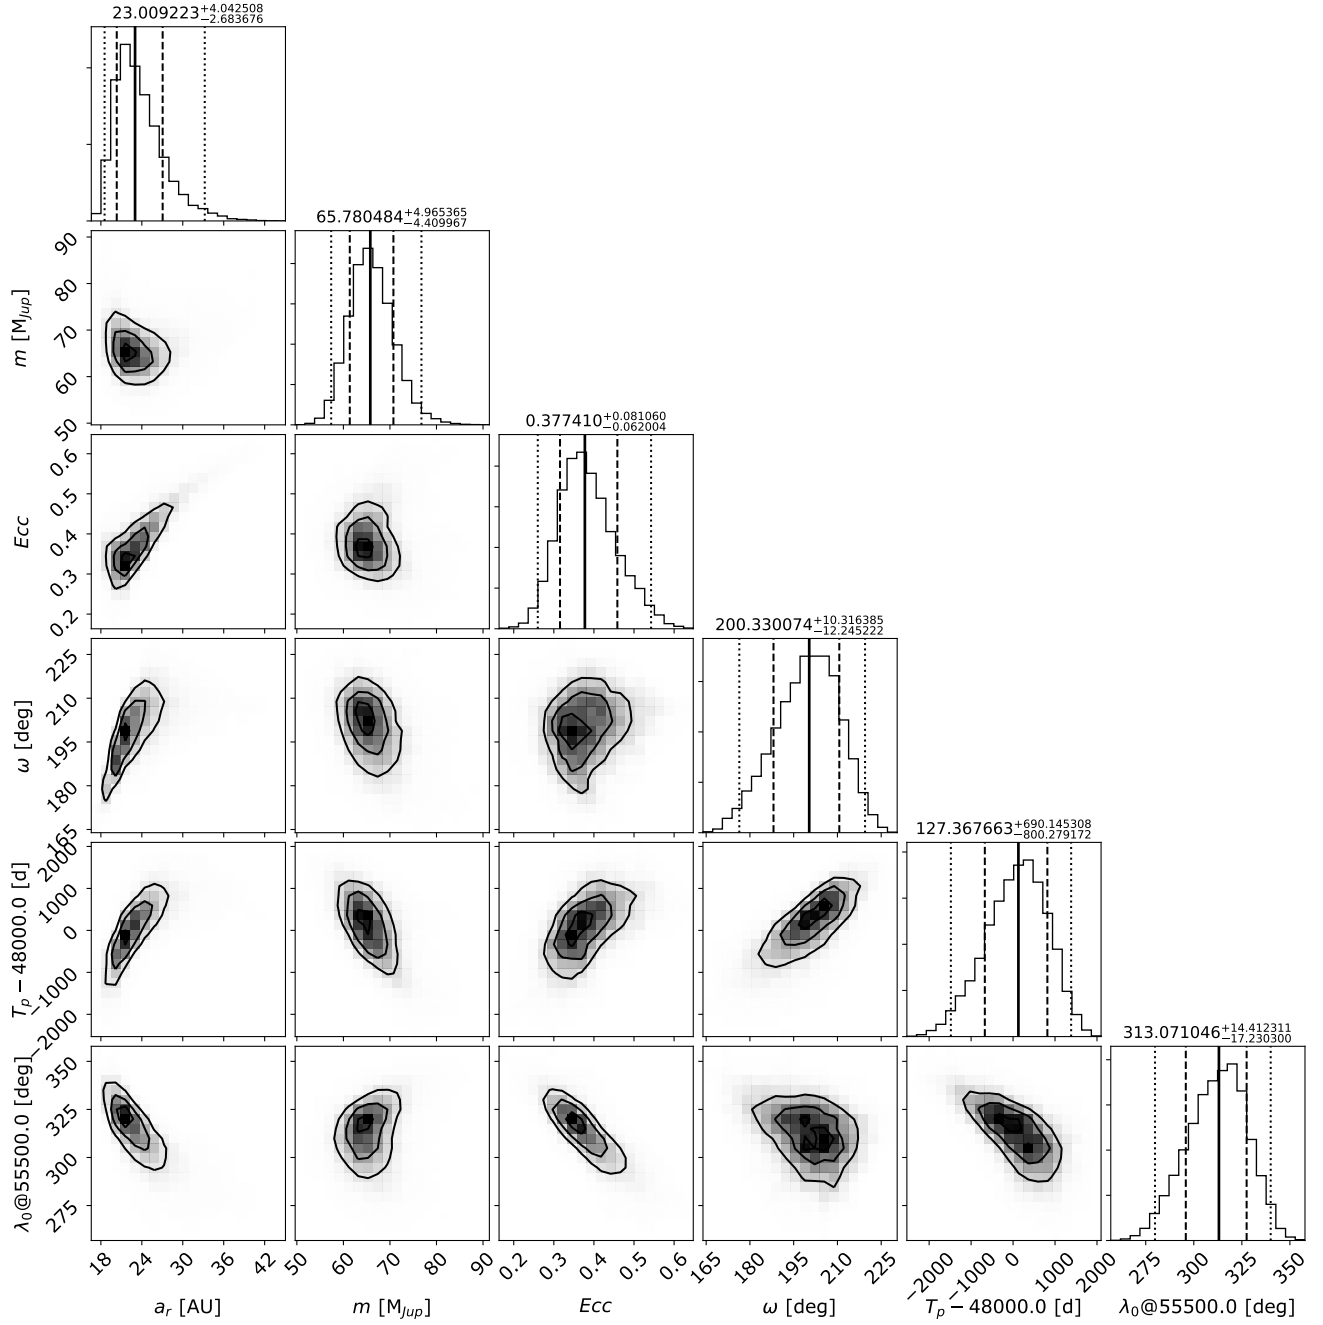 23.009223+4.042508 −2.683676
65.780484+4.965365 −4.409967
0.377410+0.081060 −0.062004
200.330074+10.316385 −12.245222
127.367663+690.145308 −800.279172
313.071046+14.412311 −17.230300
m [MJup]
90
80
70
60
50
Ecc
0.6
0.5
0.4
0.3
0.2
ω [deg]
225
210
195
180
165
Tp − 48000.0 [d]
2000
1000
0
−1000
−2000
λ0@55500.0 [deg]
350
325
300
275
18 24 30 36 42
50 60 70 80 90
0.2 0.3 0.4 0.5 0.6
165 180 195 210 225
−2000 −1000 0 1000 2000
275 300 325 350
ar [AU]
m [MJup]
Ecc
ω [deg]
Tp − 48000.0 [d]
λ0@55500.0 [deg]